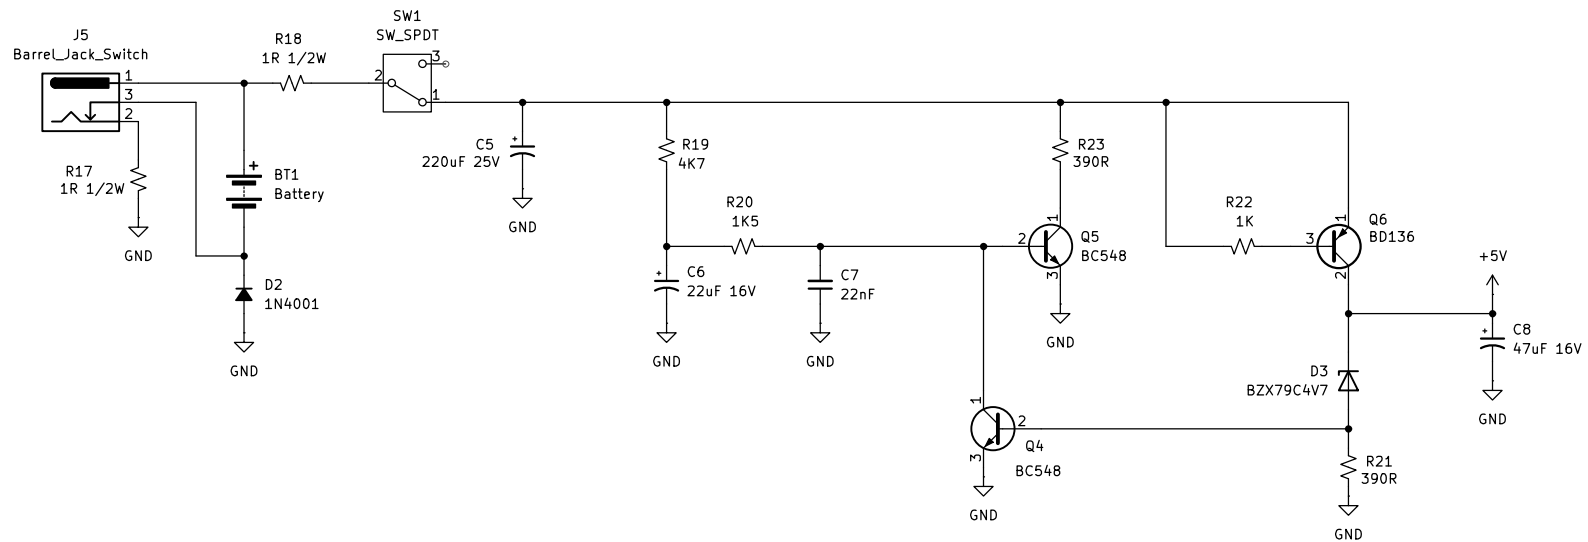 J5
Barrel_Jack_Switch
1
3
2
R17
1R 1/2W
GND
R18
1R 1/2W
+
BT1
Battery
D2
1N4001
GND
SW1
SW_SPDT
2
3
1
C5
220uF 25V
+
GND
R19
4K7
R20
1K5
+
C6
22uF 16V
GND
C7
22nF
GND
R23
390R
1
2
3
Q5
BC548
GND
1
2
3
Q4
BC548
GND
R22
1K
1
3
2
Q6
BD136
+5V
+
C8
47uF 16V
GND
D3
BZX79C4V7
R21
390R
GND